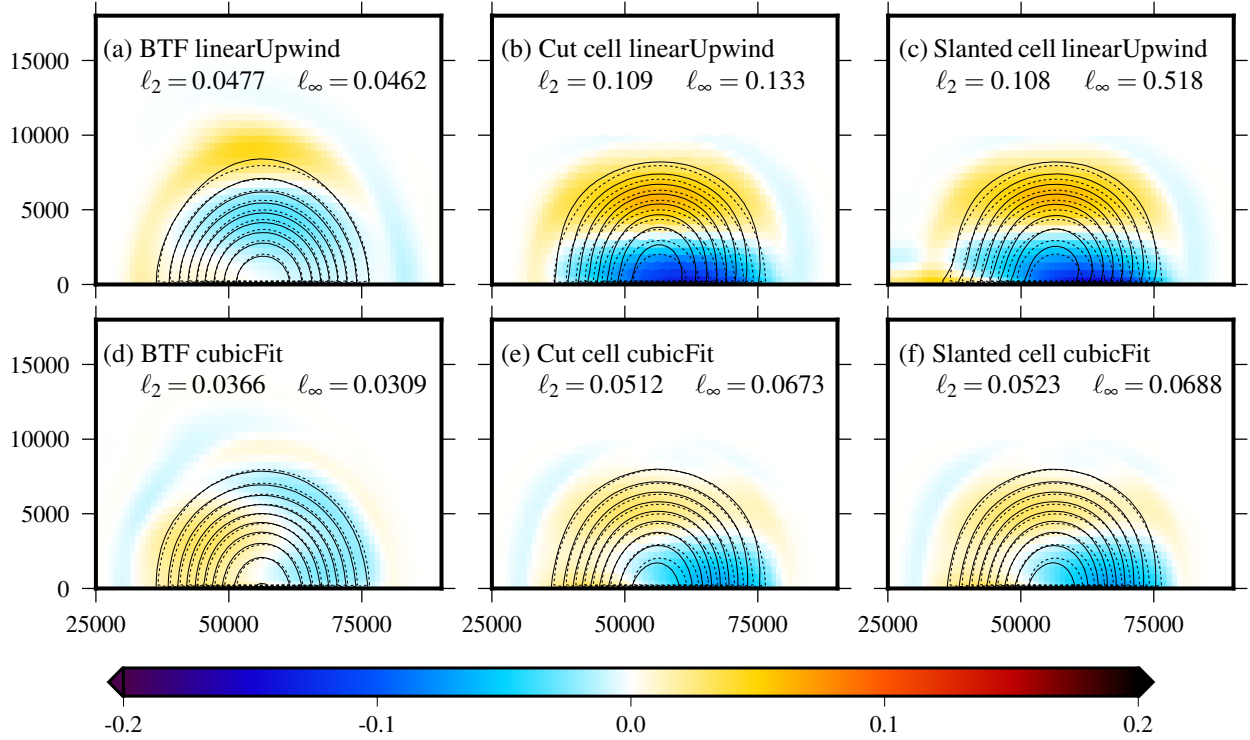 (a) BTF linearUpwind
ℓ₂ = 0.0477 ℓ∞ = 0.0462
(b) Cut cell linearUpwind
ℓ₂ = 0.109 ℓ∞ = 0.133
(c) Slanted cell linearUpwind
ℓ₂ = 0.108 ℓ∞ = 0.518
15000
10000
5000
0
(d) BTF cubicFit
ℓ₂ = 0.0366 ℓ∞ = 0.0309
(e) Cut cell cubicFit
ℓ₂ = 0.0512 ℓ∞ = 0.0673
(f) Slanted cell cubicFit
ℓ₂ = 0.0523 ℓ∞ = 0.0688
15000
10000
5000
0
25000 50000 75000 25000 50000 75000 25000 50000 75000
-0.2 -0.1 0.0 0.1 0.2